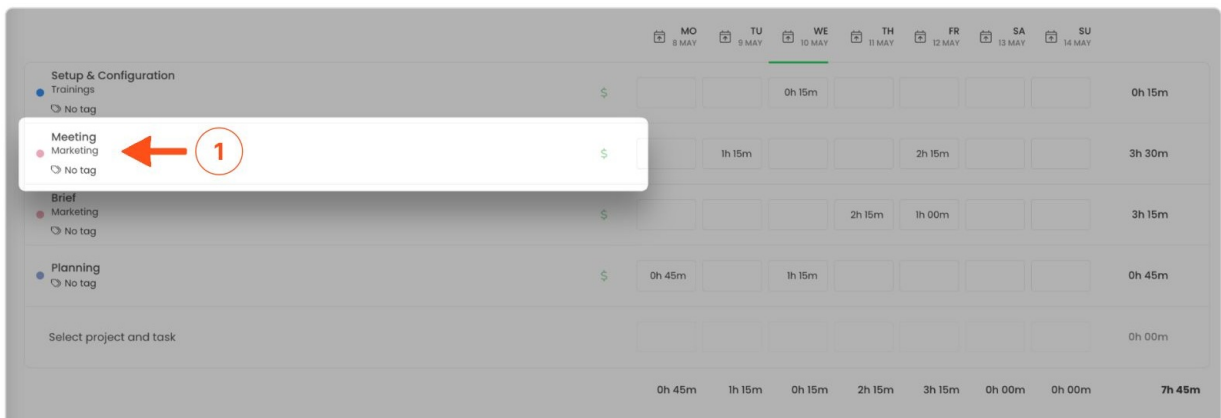 MO TU WE TH FR SA SU
8 MAY 9 MAY 10 MAY 11 MAY 12 MAY 13 MAY 14 MAY
Setup & Configuration
Trainings $ 0h 15m 0h 15m
No tag
Meeting
Marketing 1 $ 1h 15m 2h 15m 3h 30m
No tag
Brief
Marketing $ 2h 15m 1h 00m 3h 15m
No tag
Planning
$ 0h 45m 1h 15m 0h 45m
No tag
Select project and task 0h 00m
0h 45m 1h 15m 0h 15m 2h 15m 3h 15m 0h 00m 0h 00m 7h 45m